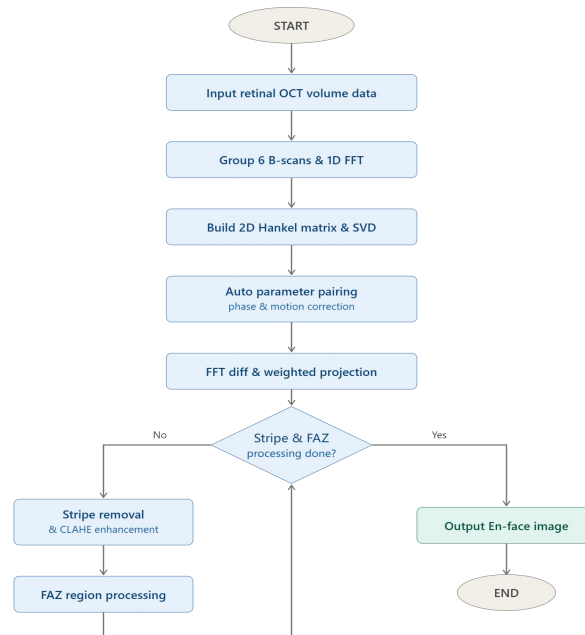 START
Input retinal OCT volume data
Group 6 B-scans & 1D FFT
Build 2D Hankel matrix & SVD
Auto parameter pairing
phase & motion correction
FFT diff & weighted projection
Stripe & FAZ
processing done?
No
Yes
Stripe removal
& CLAHE enhancement
FAZ region processing
Output En-face image
END